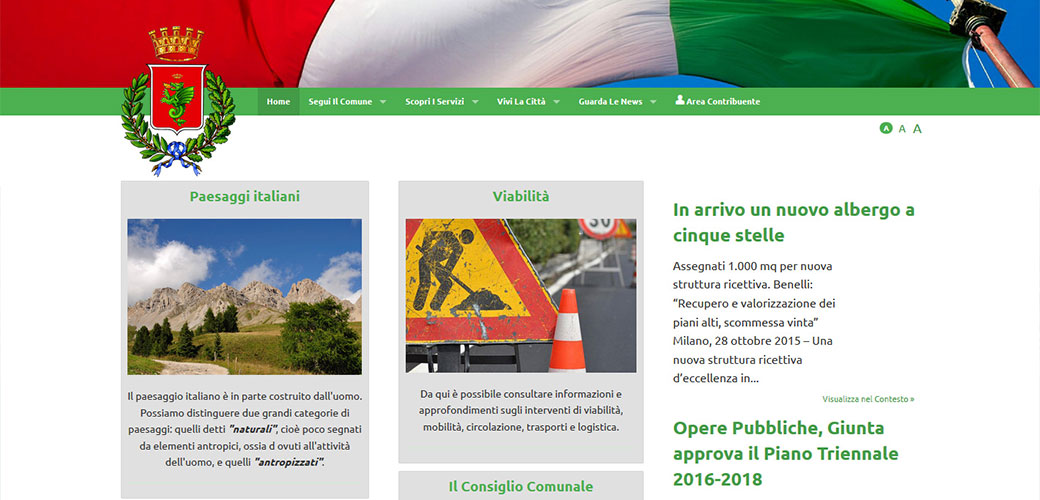 Home
Segui Il Comune
Scopri I Servizi
Vivi La Città
Guarda Le News
Area Contribuente
A A A
Paesaggi italiani
Il paesaggio italiano è in parte costruito dall'uomo.
Possiamo distinguere due grandi categorie di
paesaggi: quelli detti "naturali", cioè poco segnati
da elementi antropici, ossia d ovuti all'attività
dell'uomo, e quelli "antropizzati".
Viabilità
30
Da qui è possibile consultare informazioni e
approfondimenti sugli interventi di viabilità,
mobilità, circolazione, trasporti e logistica.
Il Consiglio Comunale
In arrivo un nuovo albergo a
cinque stelle
Assegnati 1.000 mq per nuova
struttura ricettiva. Benelli:
“Recupero e valorizzazione dei
piani alti, scommessa vinta”
Milano, 28 ottobre 2015 – Una
nuova struttura ricettiva
d’eccellenza in...
Visualizza nel Contesto »
Opere Pubbliche, Giunta
approva il Piano Triennale
2016-2018